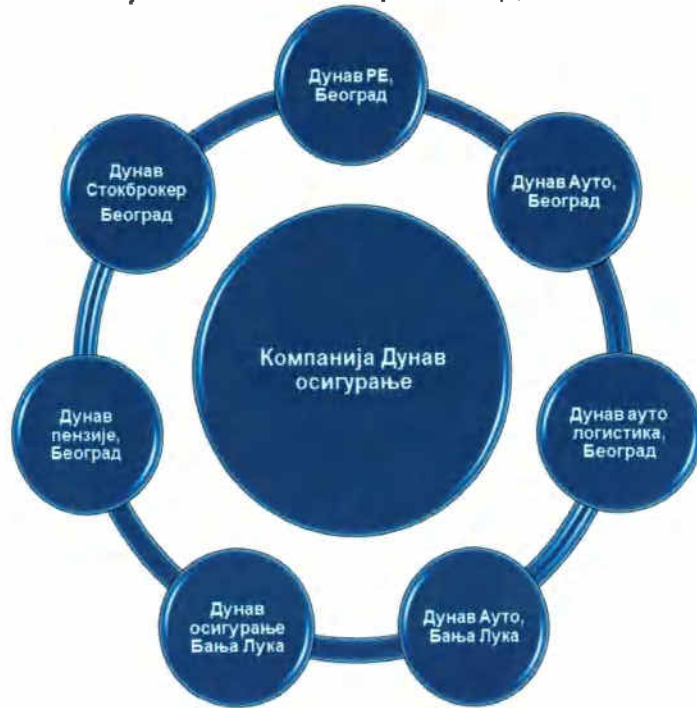 Дунав РЕ,
Београд
Дунав Ауто,
Београд
Дунав ауто
логистика,
Београд
Дунав Ауто,
Бања Лука
Дунав
осигурање
Бања Лука
Дунав
пензије,
Београд
Дунав
Стокброкер
Београд
Компанија Дунав
осигурање